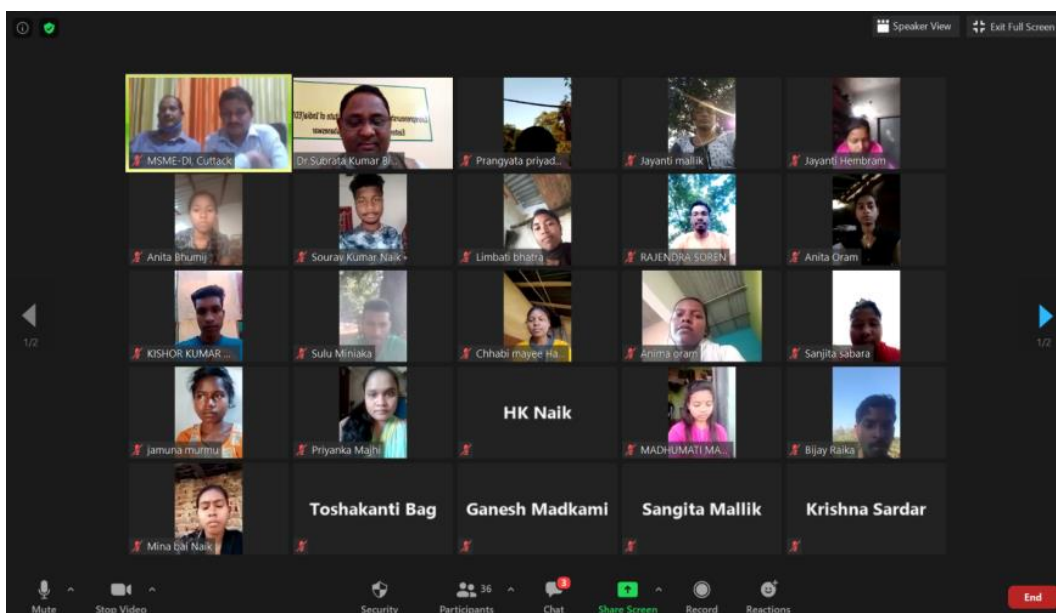 Speaker View
Exit Full Screen
MSME-DI, Cuttack
Dr Subrata Kumar Bi...
Prangyata priyad...
Jayanti mallik
Jayanti Hembram
Anita Bhumij
Sourav Kumar Naik
Limbati bhatra
RAJENDRA SOREN
Anita Oram
1/2
KISHOR KUMAR ...
Sulu Miniaka
Chhabi mayee Ha...
Anima oram
Sanjita sabara
1/2
jamuna murmu
Priyanka Majhi
HK Naik
MADHUMATI MA...
Bijay Raika
Mina bai Naik
Toshakanti Bag
Ganesh Madkami
Sangita Mallik
Krishna Sardar
Mute
Stop Video
Security
Participants
36
Chat
3
Share Screen
Record
Reactions
End